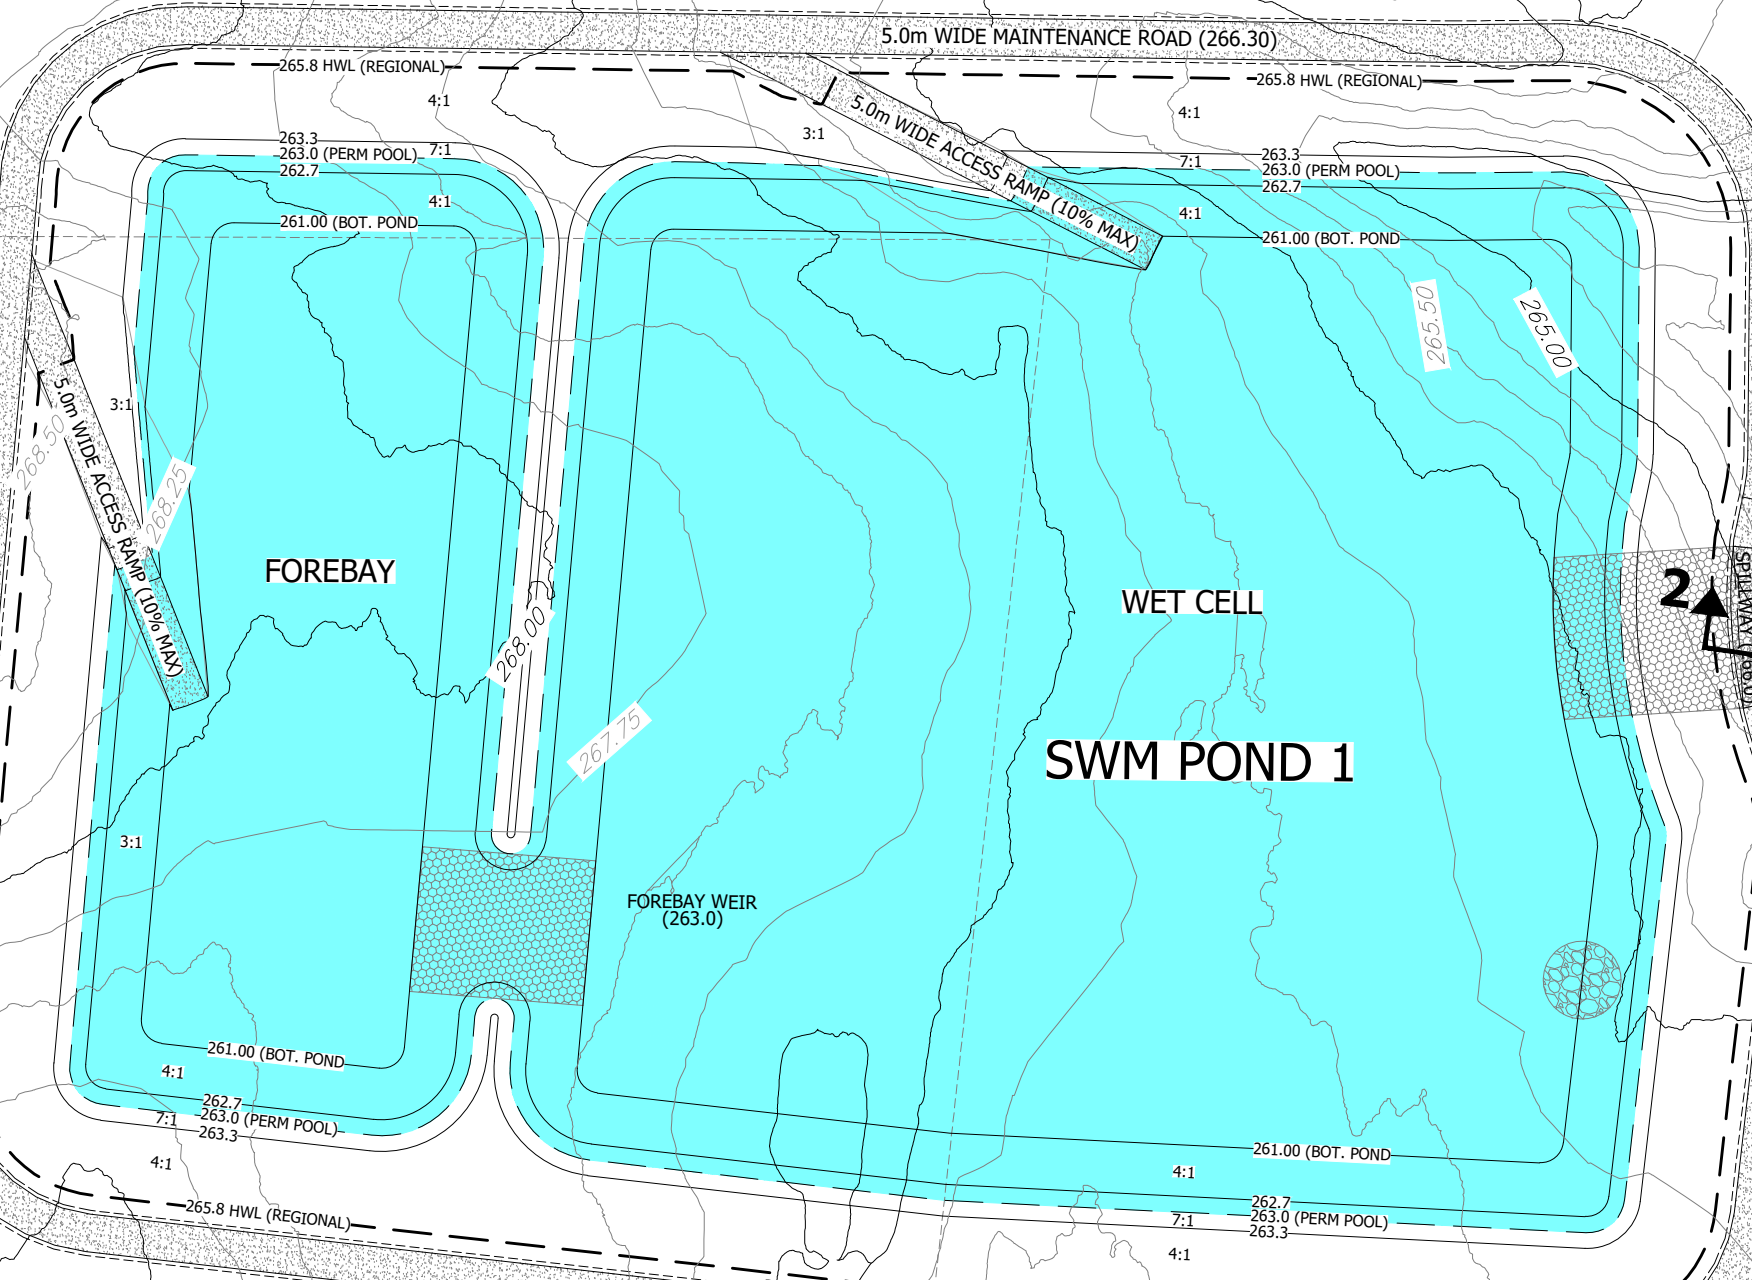 5.0m WIDE MAINTENANCE ROAD (266.30)
265.8 HWL (REGIONAL)
265.8 HWL (REGIONAL)
4:1
4:1
3:1
5.0m WIDE ACCESS RAMP (10% MAX)
263.3
263.0 (PERM POOL)
262.7
7:1
4:1
261.00 (BOT. POND
263.3
263.0 (PERM POOL)
262.7
7:1
4:1
261.00 (BOT. POND
265.50
265.00
3:1
268.50
268.25
5.0m WIDE ACCESS RAMP (10% MAX)
FOREBAY
WET CELL
2
268.00
267.75
SWM POND 1
3:1
FOREBAY WEIR
(263.0)
261.00 (BOT. POND
4:1
262.7
263.0 (PERM POOL)
263.3
7:1
4:1
265.8 HWL (REGIONAL)
261.00 (BOT. POND
4:1
262.7
263.0 (PERM POOL)
263.3
7:1
4:1